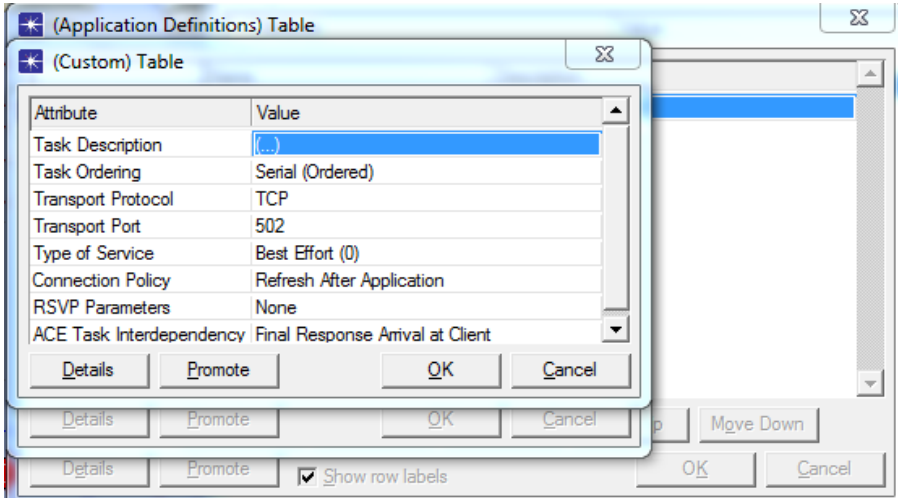 (Application Definitions) Table
(Custom) Table
Attribute Value
Task Description (...)
Task Ordering Serial (Ordered)
Transport Protocol TCP
Transport Port 502
Type of Service Best Effort (0)
Connection Policy Refresh After Application
RSVP Parameters None
ACE Task Interdependency Final Response Arrival at Client
Details Promote OK Cancel
Details Promote OK Cancel p Move Down
Details Promote Show row labels OK Cancel